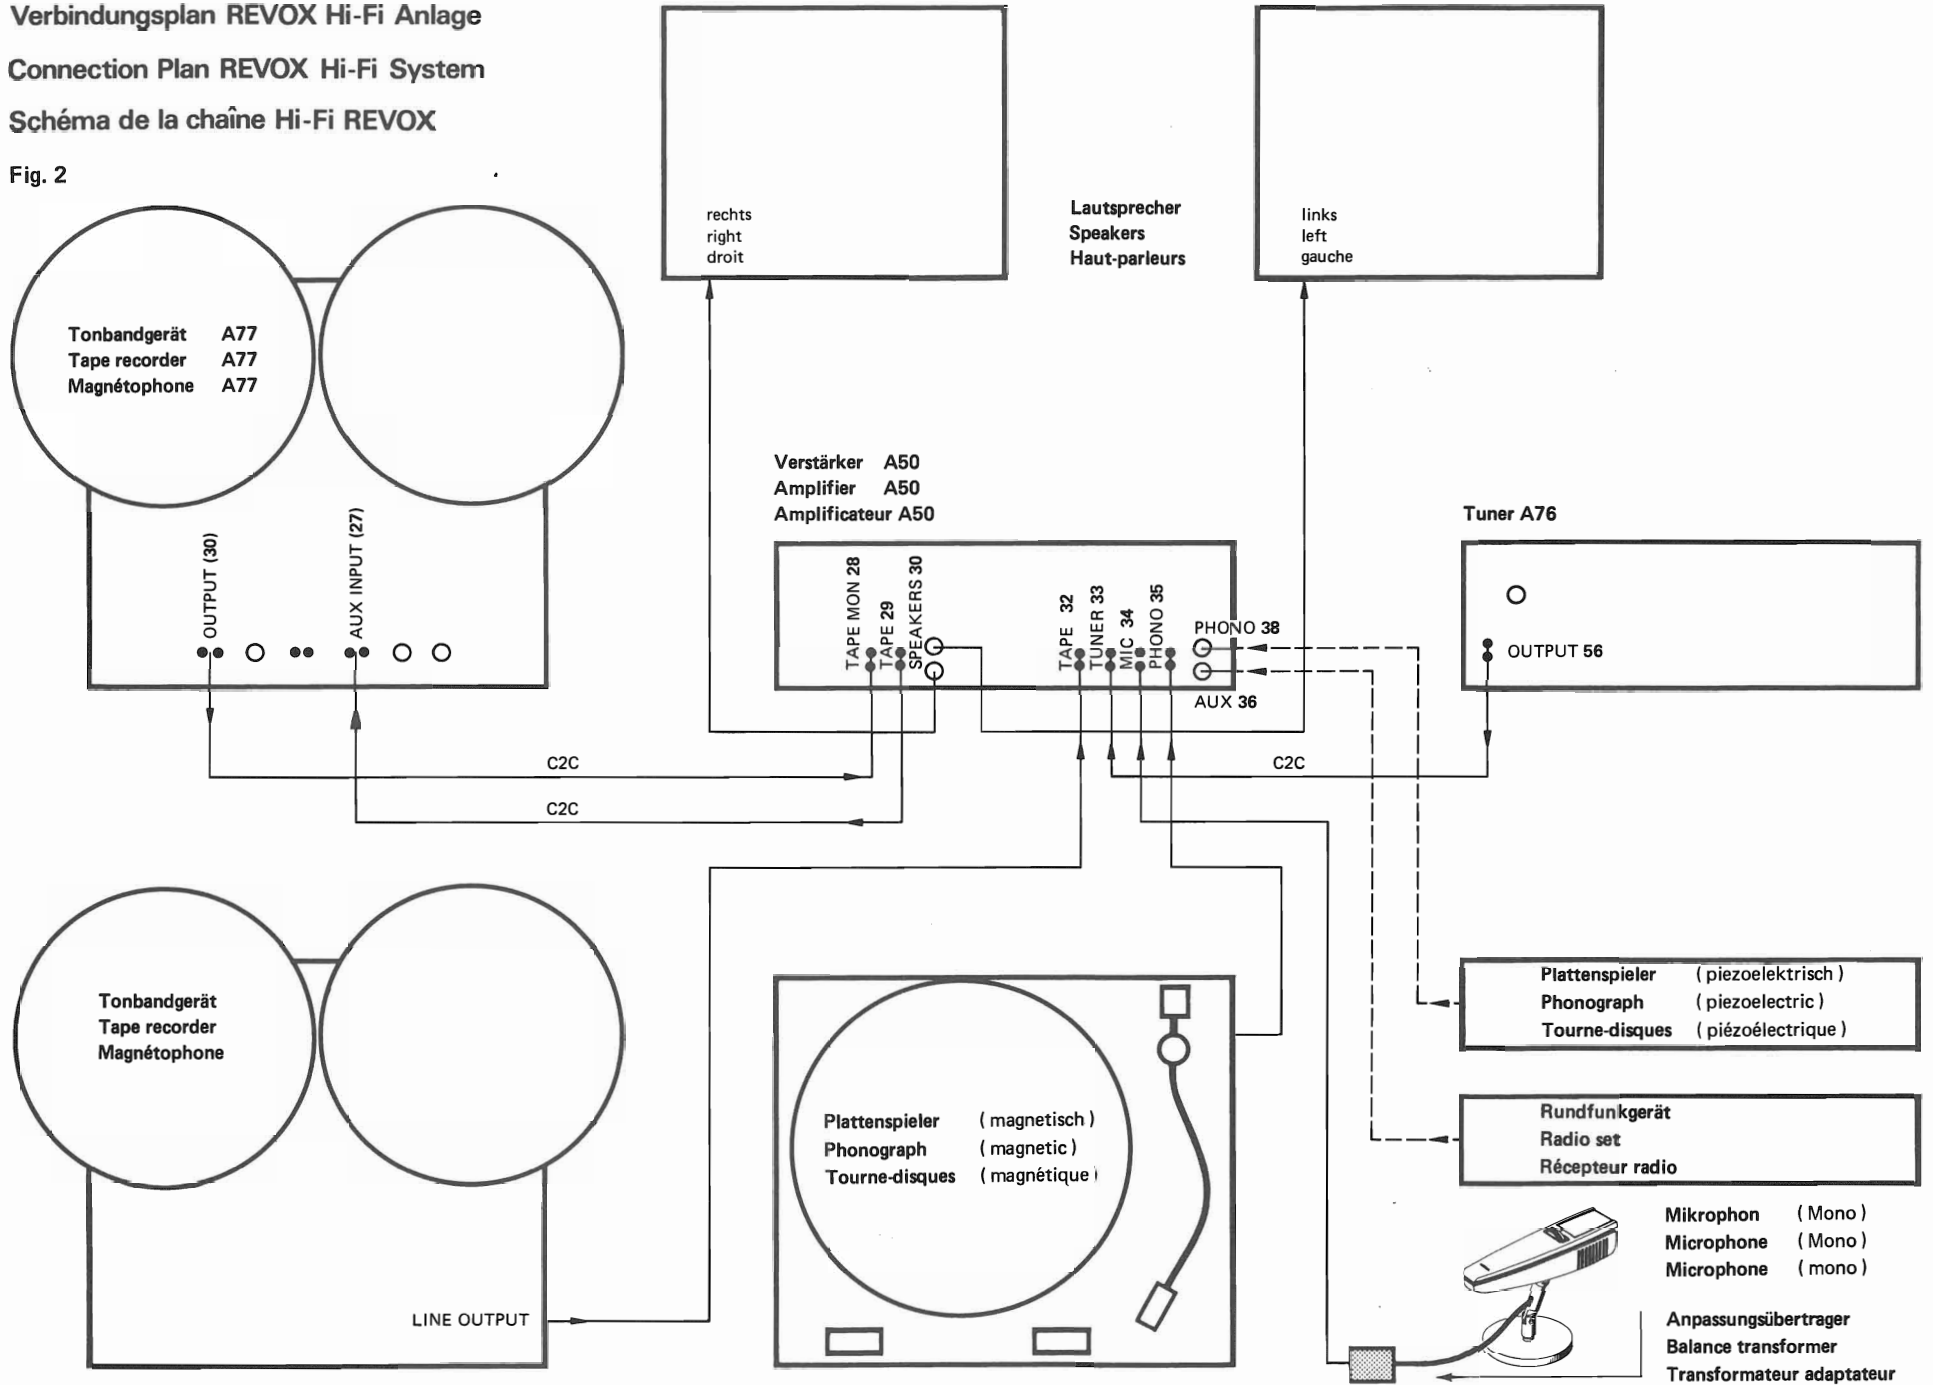 Verbindungsplan REVOX Hi-Fi Anlage
Connection Plan REVOX Hi-Fi System
Schéma de la chaîne Hi-Fi REVOX
Fig. 2
rechts
right
droit
Lautsprecher
Speakers
Haut-parleurs
links
left
gauche
Tonbandgerät A77
Tape recorder A77
Magnétophone A77
OUTPUT (30)
AUX INPUT (27)
Verstärker A50
Amplifier A50
Amplificateur A50
TAPE MON 28
TAPE 29
SPEAKERS 30
TAPE 32
TUNER 33
MIC 34
PHONO 35
PHONO 38
AUX 36
Tuner A76
OUTPUT 56
C2C
C2C
C2C
Tonbandgerät
Tape recorder
Magnétophone
LINE OUTPUT
Plattenspieler (magnetisch)
Phonograph (magnetic)
Tourne-disques (magnétique)
Plattenspieler (piezoelektrisch)
Phonograph (piezoelectric)
Tourne-disques (piézoélectrique)
Rundfunkgerät
Radio set
Récepteur radio
Mikrophon (Mono)
Microphone (Mono)
Microphone (mono)
Anpassungsübertrager
Balance transformer
Transformateur adaptateur